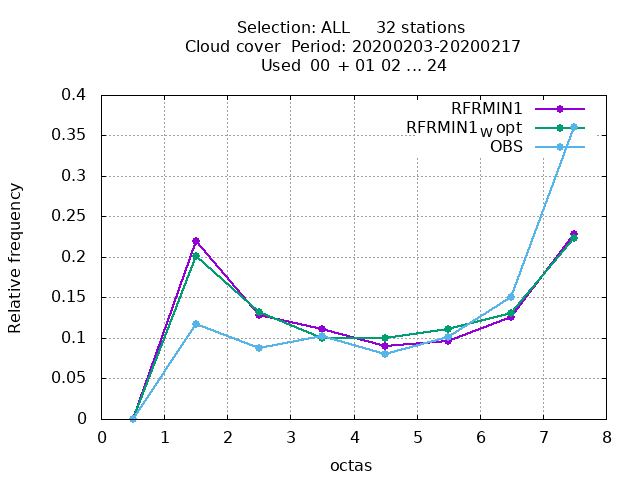 Selection: ALL 32 stations
Cloud cover Period: 20200203-20200217
Used 00 + 01 02 ... 24
RFRMIN1
RFRMIN1W opt
OBS
0.4
0.35
0.3
0.25
0.2
0.15
0.1
0.05
0
Relative frequency
0 1 2 3 4 5 6 7 8
octas